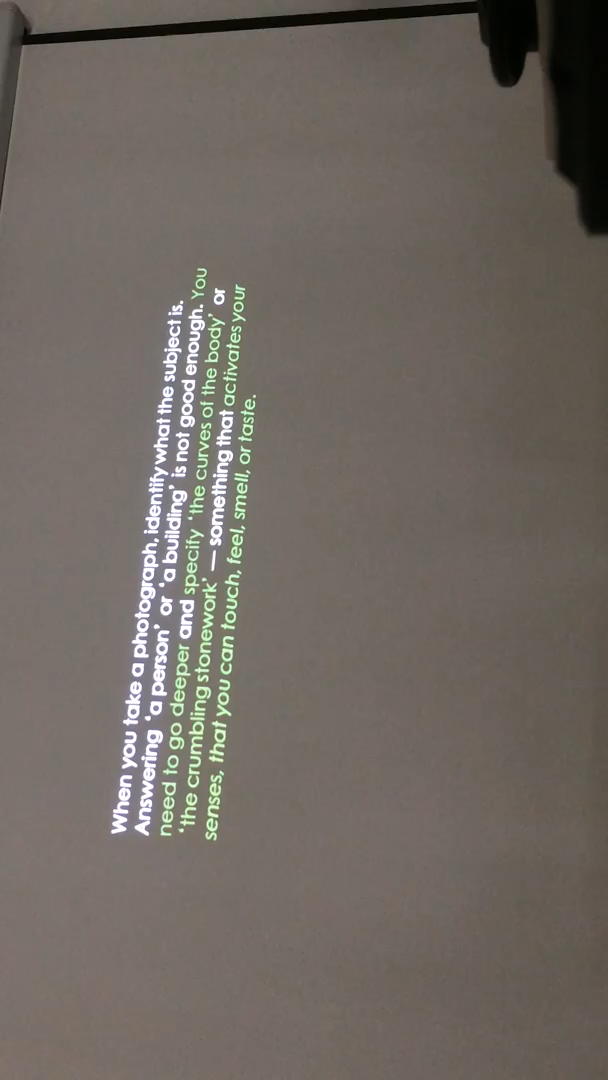 When you take a photograph, identify what the subject is.
Answering ‘a person’ or ‘a building’ is not good enough. You
need to go deeper and specify ‘the curves of the body’ or
‘the crumbling stonework’ — something that activates your
senses, that you can touch, feel, smell, or taste.